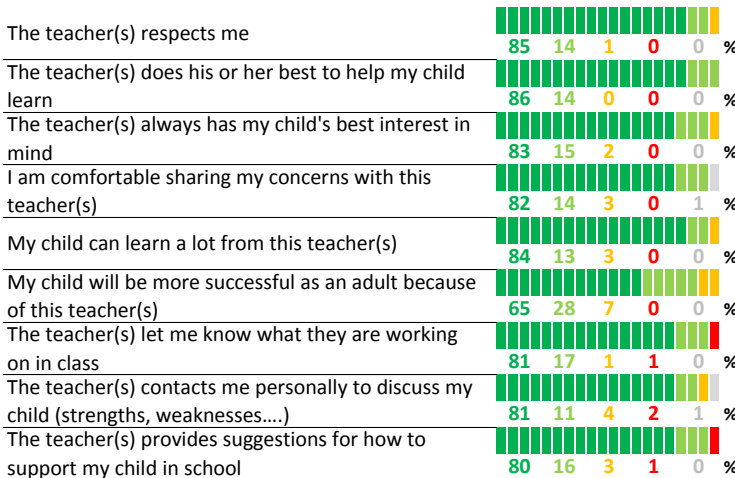 The teacher(s) respects me
85 14 1 0 0 %
The teacher(s) does his or her best to help my child
learn
86 14 0 0 0 %
The teacher(s) always has my child's best interest in
mind
83 15 2 0 0 %
I am comfortable sharing my concerns with this
teacher(s)
82 14 3 0 1 %
My child can learn a lot from this teacher(s)
84 13 3 0 0 %
My child will be more successful as an adult because
of this teacher(s)
65 28 7 0 0 %
The teacher(s) let me know what they are working
on in class
81 17 1 1 0 %
The teacher(s) contacts me personally to discuss my
child (strengths, weaknesses....)
81 11 4 2 1 %
The teacher(s) provides suggestions for how to
support my child in school
80 16 3 1 0 %